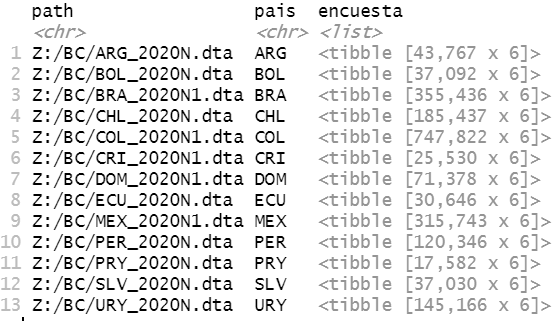 path pais encuesta
<chr> <chr> <list>
1 Z:/BC/ARG_2020N.dta ARG <tibble [43,767 x 6]>
2 Z:/BC/BOL_2020N.dta BOL <tibble [37,092 x 6]>
3 Z:/BC/BRA_2020N1.dta BRA <tibble [355,436 x 6]>
4 Z:/BC/CHL_2020N.dta CHL <tibble [185,437 x 6]>
5 Z:/BC/COL_2020N1.dta COL <tibble [747,822 x 6]>
6 Z:/BC/CRI_2020N1.dta CRI <tibble [25,530 x 6]>
7 Z:/BC/DOM_2020N1.dta DOM <tibble [71,378 x 6]>
8 Z:/BC/ECU_2020N.dta ECU <tibble [30,646 x 6]>
9 Z:/BC/MEX_2020N1.dta MEX <tibble [315,743 x 6]>
10 Z:/BC/PER_2020N.dta PER <tibble [120,346 x 6]>
11 Z:/BC/PRY_2020N.dta PRY <tibble [17,582 x 6]>
12 Z:/BC/SLV_2020N.dta SLV <tibble [37,030 x 6]>
13 Z:/BC/URY_2020N.dta URY <tibble [145,166 x 6]>